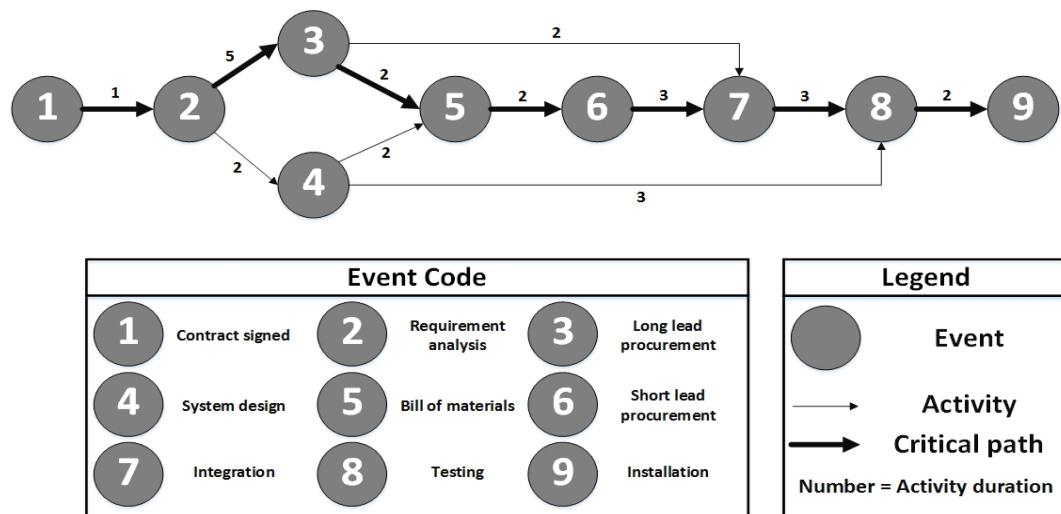 2
3
5
2
1
2
5
2
6
3
7
3
8
2
9
1
2
2
4
3
Event Code
1 Contract signed 2 Requirement
analysis 3 Long lead
procurement
4 System design 5 Bill of materials 6 Short lead
procurement
7 Integration 8 Testing 9 Installation
Legend
Event
Activity
Critical path
Number = Activity duration